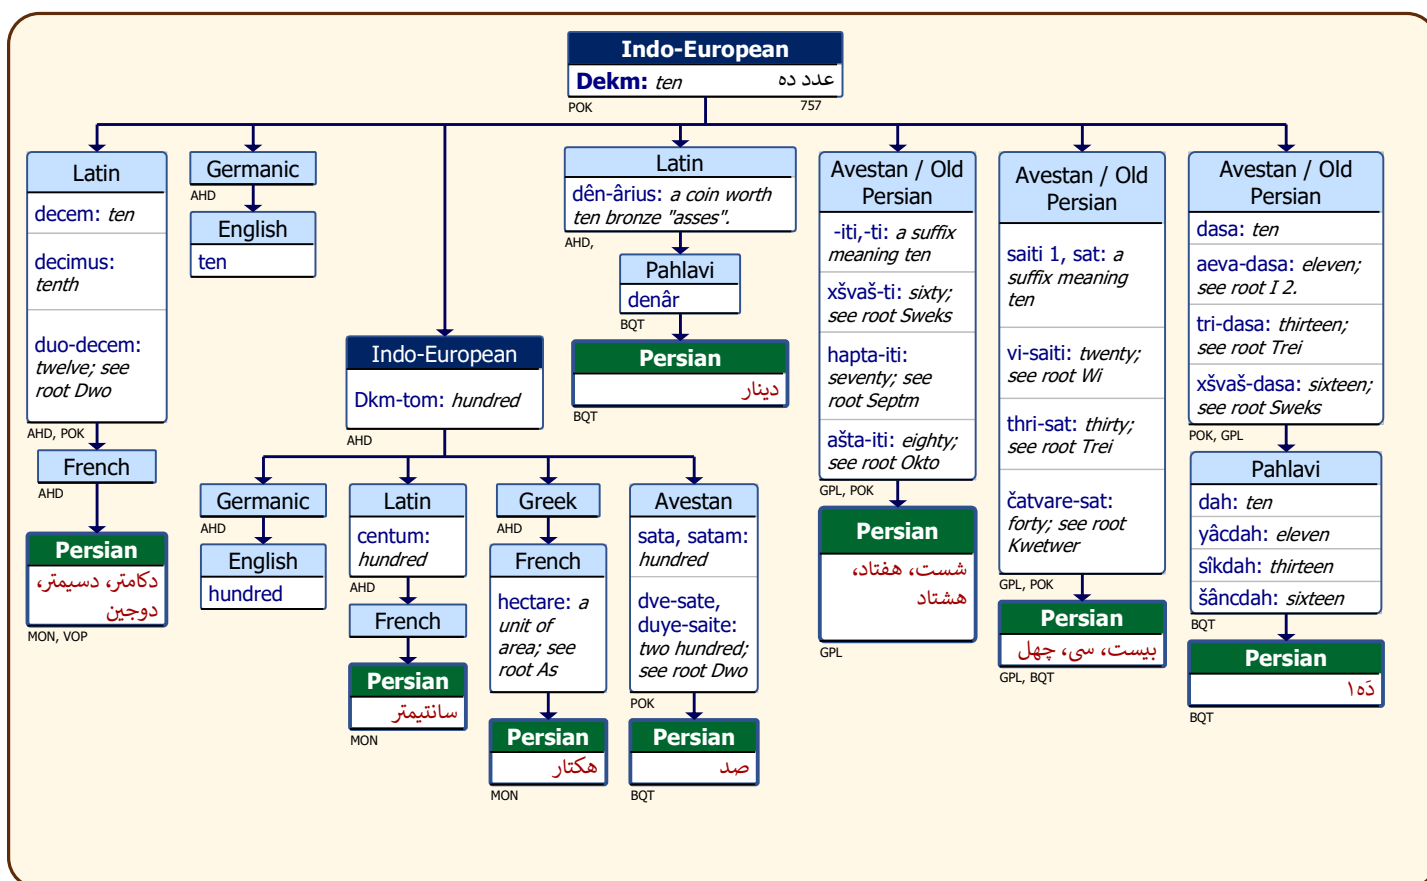 Indo-European
Dekm: ten عدد ده
POK 757
Latin
decem: ten
decimus:
tenth
duo-decem:
twelve; see
root Dwo
AHD, POK
French
AHD
Persian
دکامتر، دسیمتر،
دوجین
MON, VOP
Germanic
AHD
English
ten
Indo-European
Dkm-tom: hundred
AHD
Germanic
AHD
English
hundred
Latin
centum:
hundred
AHD
French
Persian
سانتیمتر
MON
Greek
AHD
French
hectare: a
unit of
area; see
root As
Persian
هکتار
MON
Avestan
sata, satam:
hundred
dve-sate,
duye-saite:
two hundred;
see root Dwo
POK
Persian
صد
BQT
Latin
dên-ârius: a coin worth
ten bronze "asses".
AHD,
Pahlavi
denâr
BQT
Persian
دینار
BQT
Avestan / Old
Persian
-iti,-ti: a suffix
meaning ten
xšvaš-ti: sixty;
see root Sweks
hapta-iti:
seventy; see
root Septm
ašta-iti: eighty;
see root Okto
GPL, POK
Persian
شست، هفتاد،
هشتاد
GPL
Avestan / Old
Persian
saiti 1, sat: a
suffix meaning
ten
vi-saiti: twenty;
see root Wi
thri-sat: thirty;
see root Trei
čatvare-sat:
forty; see root
Kwetwer
GPL, POK
Persian
بیست، سی، چهل
GPL, BQT
Avestan / Old
Persian
dasa: ten
aeva-dasa: eleven;
see root I 2.
tri-dasa: thirteen;
see root Trei
xšvaš-dasa: sixteen;
see root Sweks
POK, GPL
Pahlavi
dah: ten
yâcdah: eleven
sîkdah: thirteen
šâncdah: sixteen
BQT
Persian
دَه۱
BQT